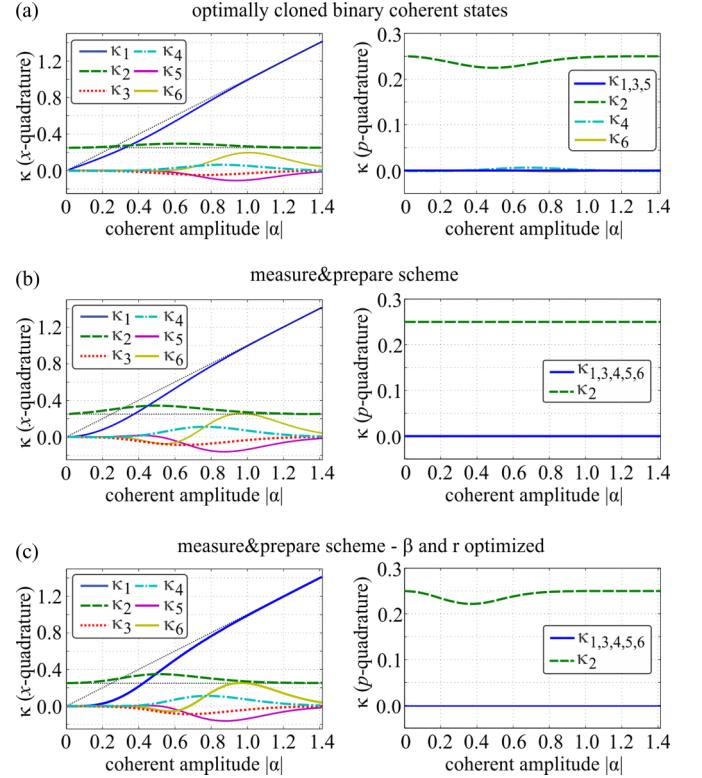 (a) optimally cloned binary coherent states
κ (x-quadrature)
1.2
0.8
0.4
0.0
κ1 κ4
κ2 κ5
κ3 κ6
0 0.2 0.4 0.6 0.8 1.0 1.2 1.4
coherent amplitude |α|
κ (p-quadrature)
0.3
0.2
0.1
0.0
κ1,3,5
κ2
κ4
κ6
0 0.2 0.4 0.6 0.8 1.0 1.2 1.4
coherent amplitude |α|
(b) measure&prepare scheme
κ (x-quadrature)
1.2
0.8
0.4
0.0
κ1 κ4
κ2 κ5
κ3 κ6
0 0.2 0.4 0.6 0.8 1.0 1.2 1.4
coherent amplitude |α|
κ (p-quadrature)
0.3
0.2
0.1
0.0
κ1,3,4,5,6
κ2
0 0.2 0.4 0.6 0.8 1.0 1.2 1.4
coherent amplitude |α|
(c) measure&prepare scheme - β and r optimized
κ (x-quadrature)
1.2
0.8
0.4
0.0
κ1 κ4
κ2 κ5
κ3 κ6
0 0.2 0.4 0.6 0.8 1.0 1.2 1.4
coherent amplitude |α|
κ (p-quadrature)
0.3
0.2
0.1
0.0
κ1,3,4,5,6
κ2
0 0.2 0.4 0.6 0.8 1.0 1.2 1.4
coherent amplitude |α|